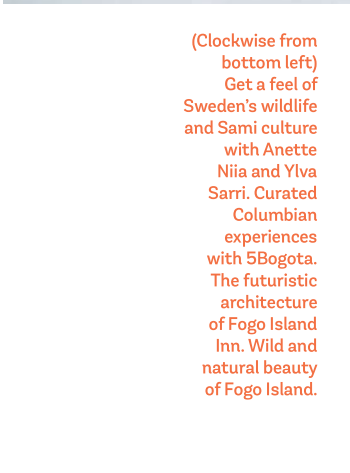 (Clockwise from
bottom left)
Get a feel of
Sweden's wildlife
and Sami culture
with Anette
Niia and Ylva
Sarri. Curated
Columbian
experiences
with 5Bogota.
The futuristic
architecture
of Fogo Island
Inn. Wild and
natural beauty
of Fogo Island.